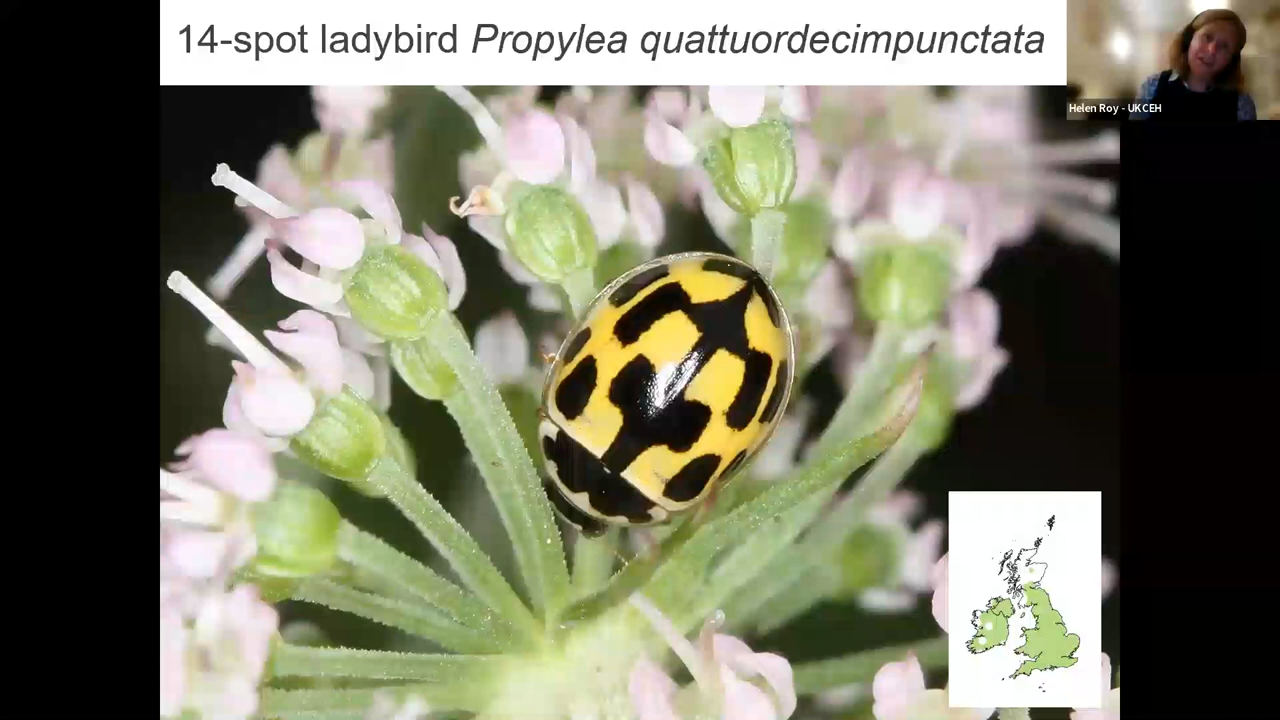 14-spot ladybird Propylea quattuordecimpunctata
Helen Roy - UKCEH